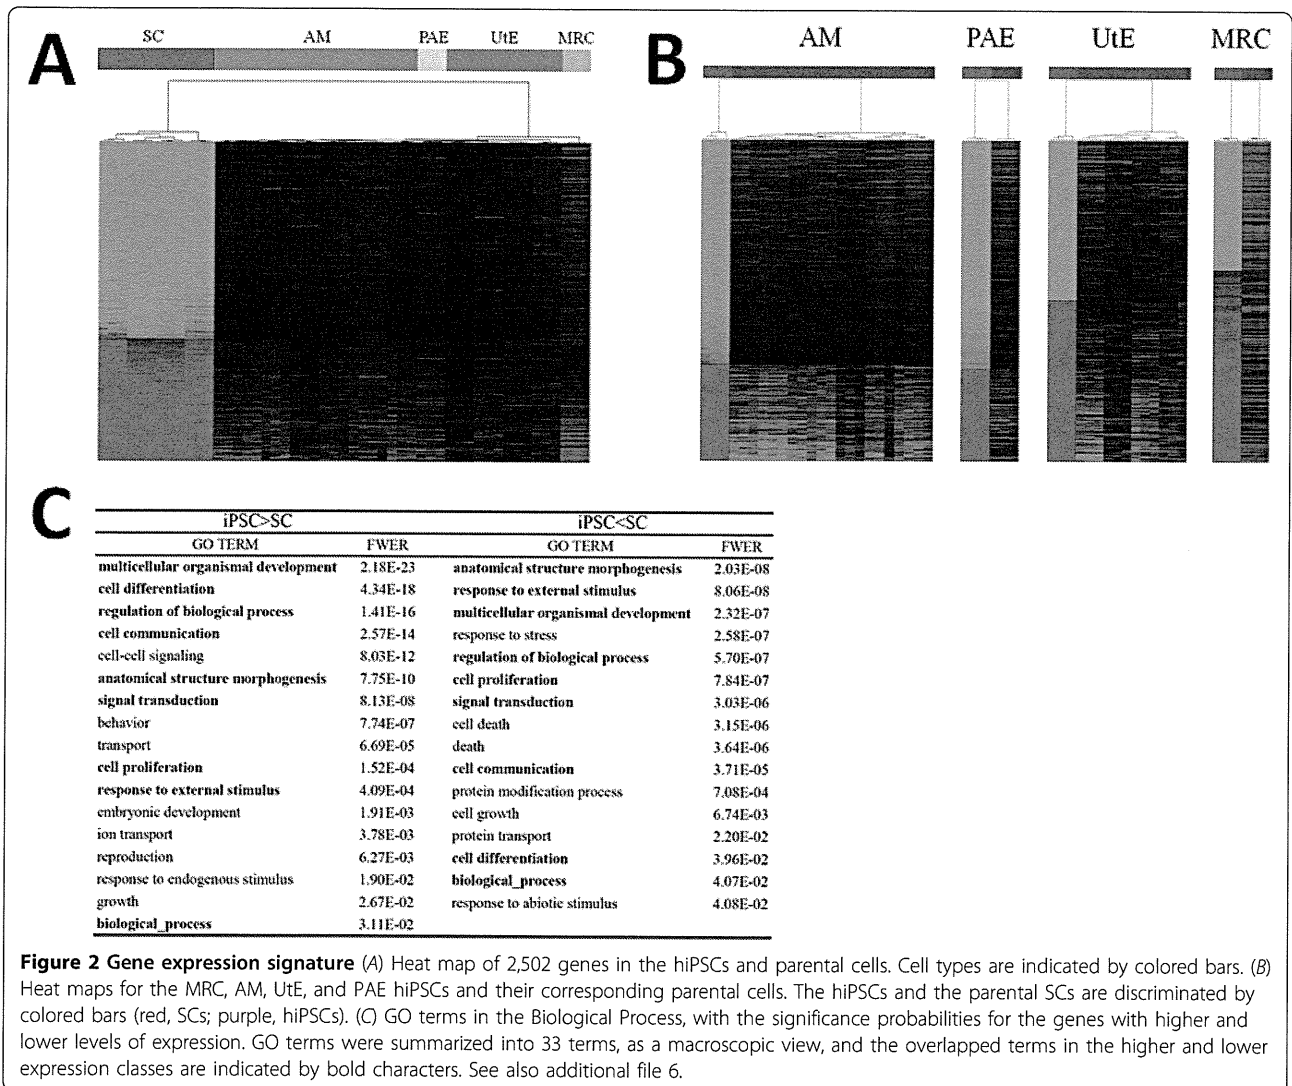 A
SC AM PAE UtE MRC
B
AM PAE UtE MRC
C
iPSC>SC iPSC<SC
GO TERM FWER GO TERM FWER
multicellular organismal development 2.18E-23 anatomical structure morphogenesis 2.03E-08
cell differentiation 4.34E-18 response to external stimulus 8.06E-08
regulation of biological process 1.41E-16 multicellular organismal development 2.32E-07
cell communication 2.57E-14 response to stress 2.58E-07
cell-cell signaling 8.03E-12 regulation of biological process 5.70E-07
anatomical structure morphogenesis 7.75E-10 cell proliferation 7.84E-07
signal transduction 8.13E-08 signal transduction 3.03E-06
behavior 7.74E-07 cell death 3.15E-06
transport 6.69E-05 death 3.64E-06
cell proliferation 1.52E-04 cell communication 3.71E-05
response to external stimulus 4.09E-04 protein modification process 7.08E-04
embryonic development 1.91E-03 cell growth 6.74E-03
ion transport 3.78E-03 protein transport 2.20E-02
reproduction 6.27E-03 cell differentiation 3.96E-02
response to endogenous stimulus 1.90E-02 biological_process 4.07E-02
growth 2.67E-02 response to abiotic stimulus 4.08E-02
biological_process 3.11E-02
Figure 2 Gene expression signature (A) Heat map of 2,502 genes in the hiPSCs and parental cells. Cell types are indicated by colored bars. (B)
Heat maps for the MRC, AM, UtE, and PAE hiPSCs and their corresponding parental cells. The hiPSCs and the parental SCs are discriminated by
colored bars (red, SCs; purple, hiPSCs). (C) GO terms in the Biological Process, with the significance probabilities for the genes with higher and
lower levels of expression. GO terms were summarized into 33 terms, as a macroscopic view, and the overlapped terms in the higher and lower
expression classes are indicated by bold characters. See also additional file 6.